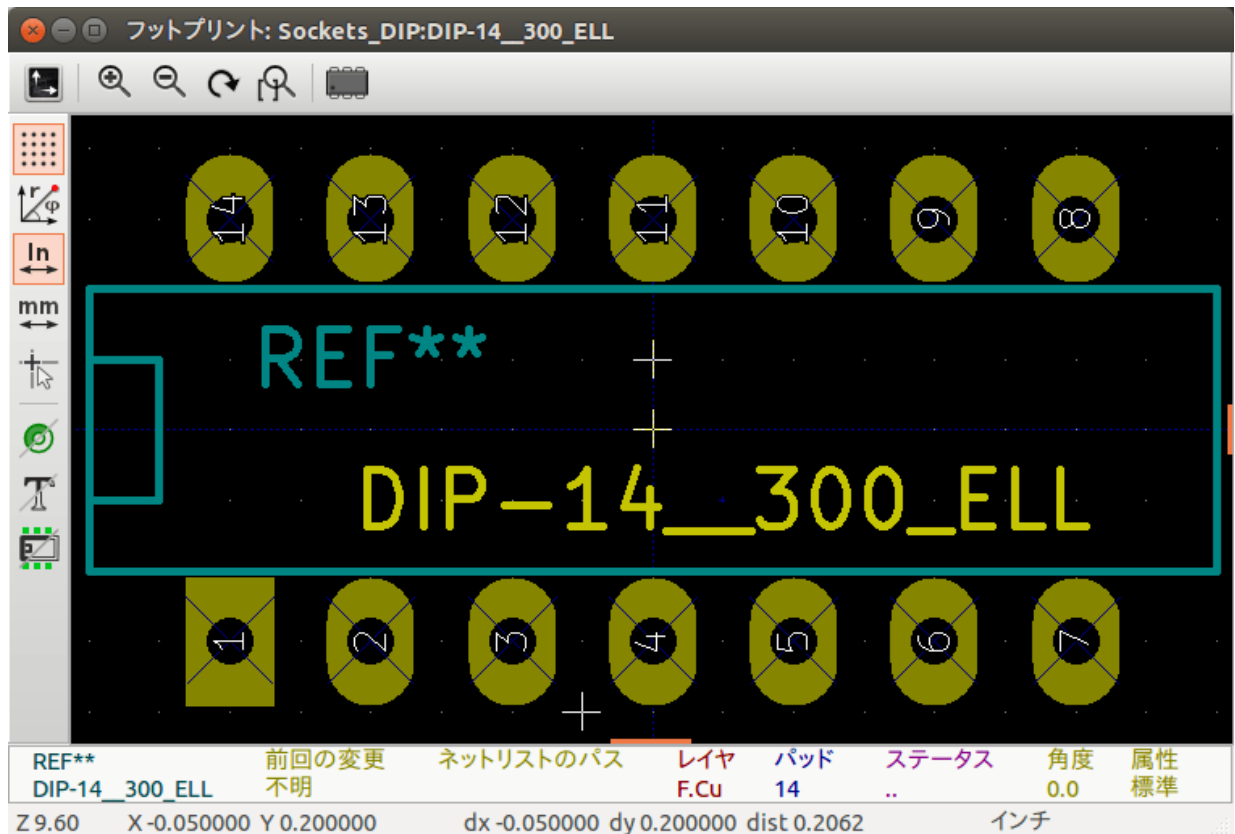 フットプリント: Sockets_DIP:DIP-14__300_ELL
r
φ
In
mm
T
14 13 12 11 10 9 8
REF**
DIP-14__300_ELL
1 2 3 4 5 6 7
REF** 前回の変更 ネットリストのパス レイヤ パッド ステータス 角度 属性
DIP-14__300_ELL 不明 F.Cu 14 .. 0.0 標準
Z 9.60 X -0.050000 Y 0.200000 dx -0.050000 dy 0.200000 dist 0.2062 インチ